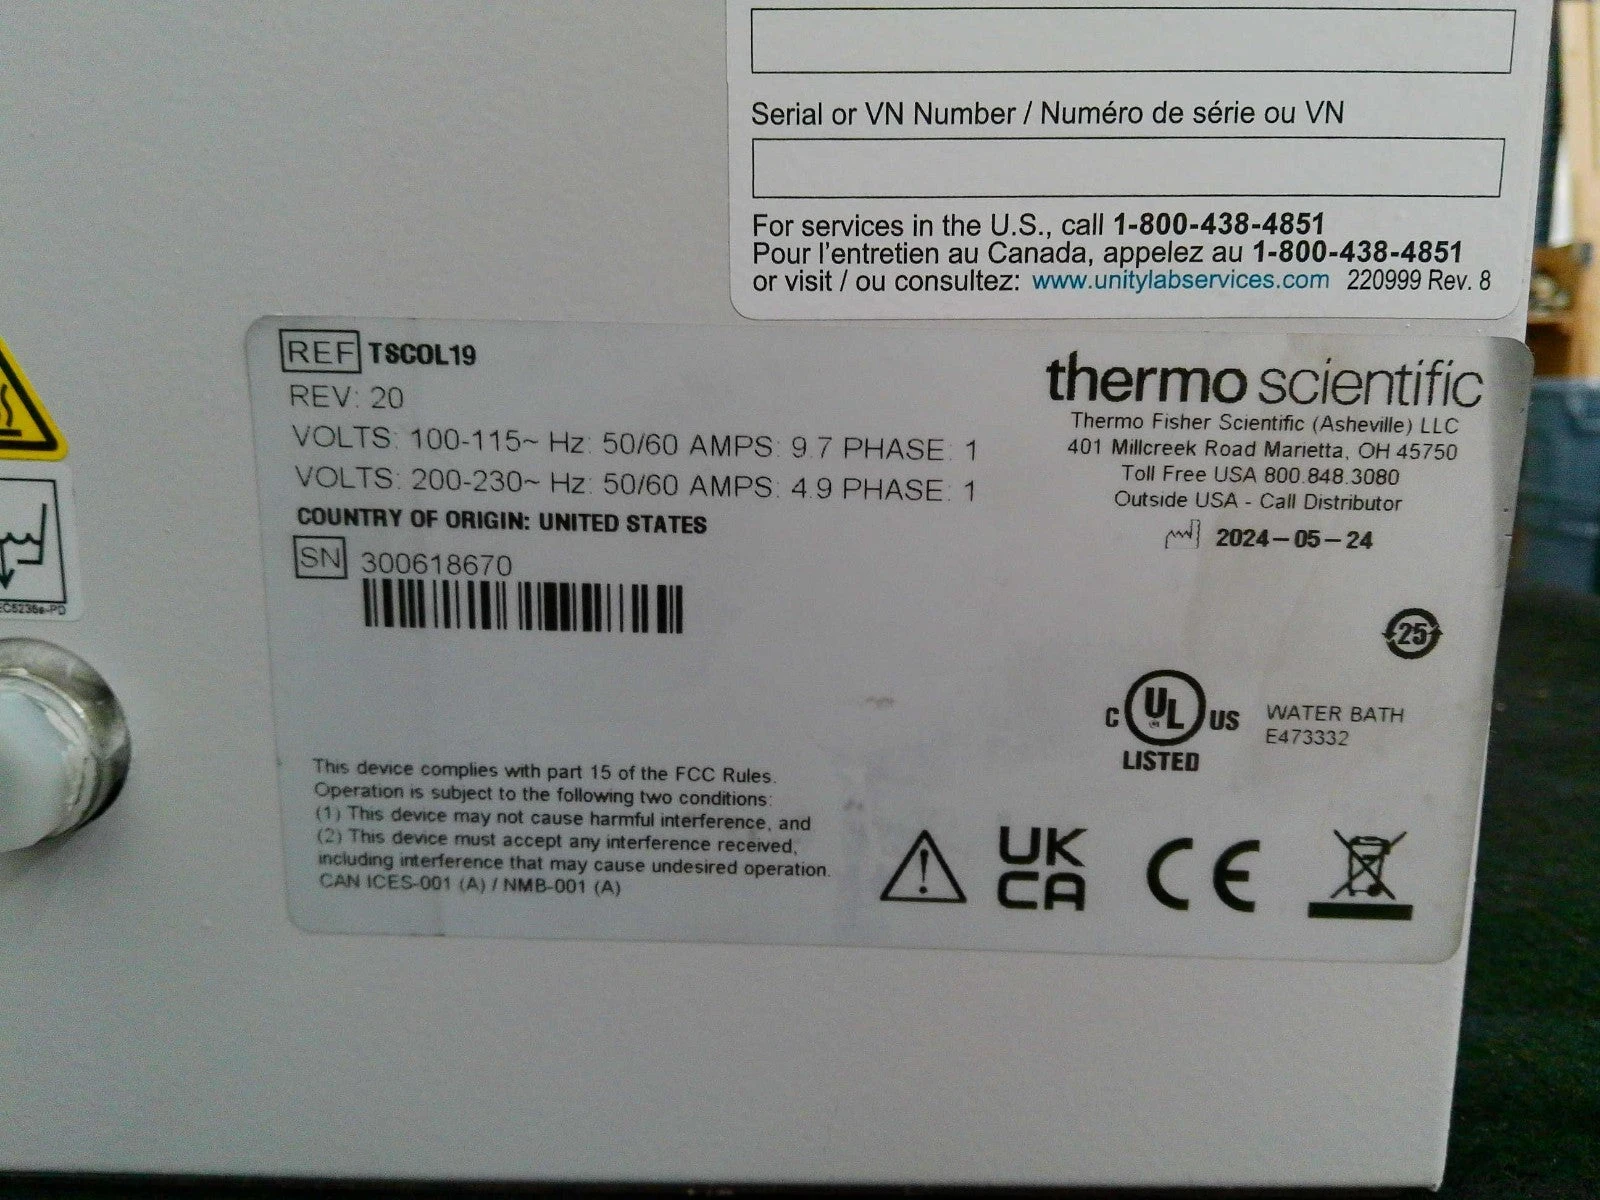 Serial or VN Number / Numéro de série ou VN
For services in the U.S., call 1-800-438-4851
Pour l'entretien au Canada, appelez au 1-800-438-4851
or visit / ou consultez: www.unitylabservices.com 220999 Rev. 8
REF TSCOL19
REV: 20
VOLTS: 100-115~ Hz: 50/60 AMPS: 9.7 PHASE: 1
VOLTS: 200-230~ Hz: 50/60 AMPS: 4.9 PHASE: 1
COUNTRY OF ORIGIN: UNITED STATES
SN 300618670
thermo scientific
Thermo Fisher Scientific (Asheville) LLC
401 Millcreek Road Marietta, OH 45750
Toll Free USA 800.848.3080
Outside USA - Call Distributor
2024-05-24
25
C UL US
LISTED
WATER BATH
E473332
This device complies with part 15 of the FCC Rules.
Operation is subject to the following two conditions:
(1) This device may not cause harmful interference, and
(2) This device must accept any interference received,
including interference that may cause undesired operation.
CAN ICES-001 (A) / NMB-001 (A)
UK
CA
CE